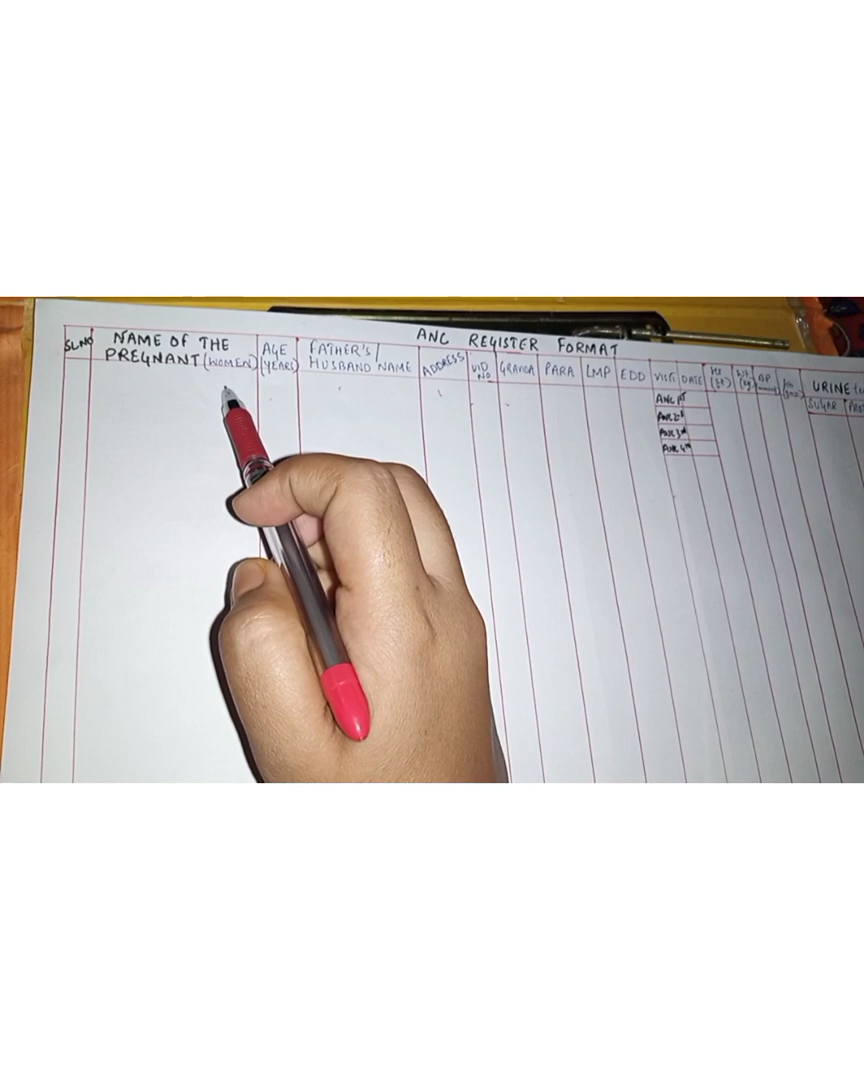 ANC REGISTER FORMAT
SL NO
NAME OF THE
PREGNANT (WOMEN)
AGE
(YEARS)
FATHER'S /
HUSBAND NAME
ADDRESS
GRAVIDA
PARA
LMP
EDD
VISIT
DATE
BP
URINE
SUGAR
ANC 1st
ANC 2nd
ANC 3rd
ANC 4th